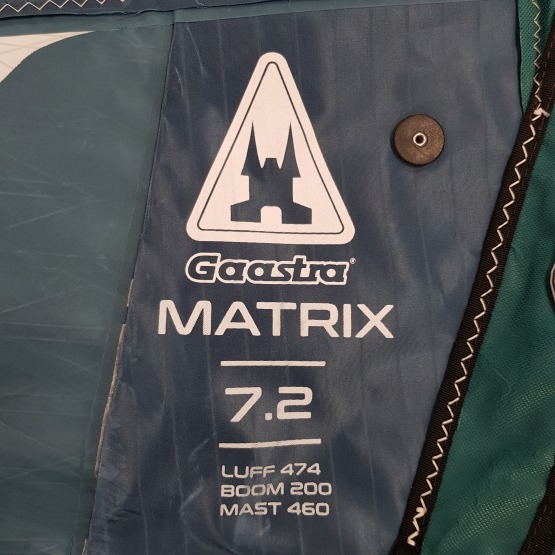 Gaastra®
MATRIX
7.2
LUFF 474
BOOM 200
MAST 460